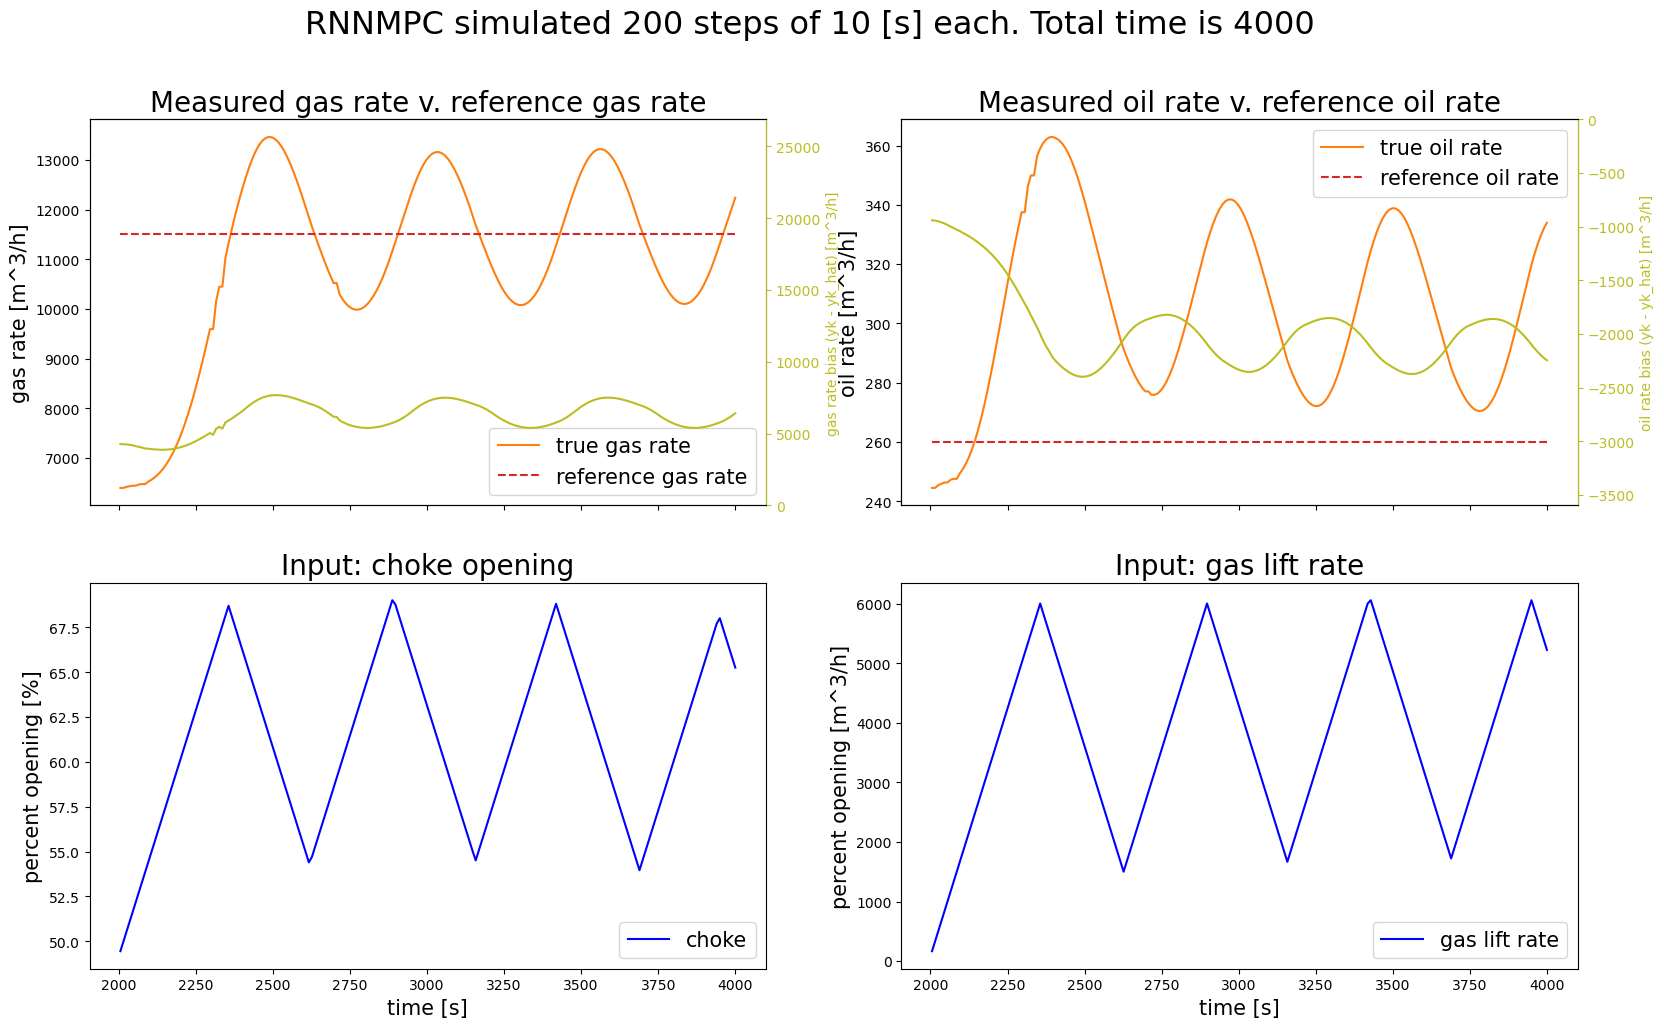 RNNMPC simulated 200 steps of 10 [s] each. Total time is 4000
Measured gas rate v. reference gas rate
gas rate [m^3/h]
13000
12000
11000
10000
9000
8000
7000
25000
20000
15000
10000
5000
0
gas rate bias (yk - yk_hat) [m^3/h]
true gas rate
reference gas rate
Measured oil rate v. reference oil rate
oil rate [m^3/h]
360
340
320
300
280
260
240
0
−500
−1000
−1500
−2000
−2500
−3000
−3500
oil rate bias (yk - yk_hat) [m^3/h]
true oil rate
reference oil rate
Input: choke opening
percent opening [%]
67.5
65.0
62.5
60.0
57.5
55.0
52.5
50.0
choke
2000 2250 2500 2750 3000 3250 3500 3750 4000
time [s]
Input: gas lift rate
percent opening [m^3/h]
6000
5000
4000
3000
2000
1000
0
gas lift rate
2000 2250 2500 2750 3000 3250 3500 3750 4000
time [s]